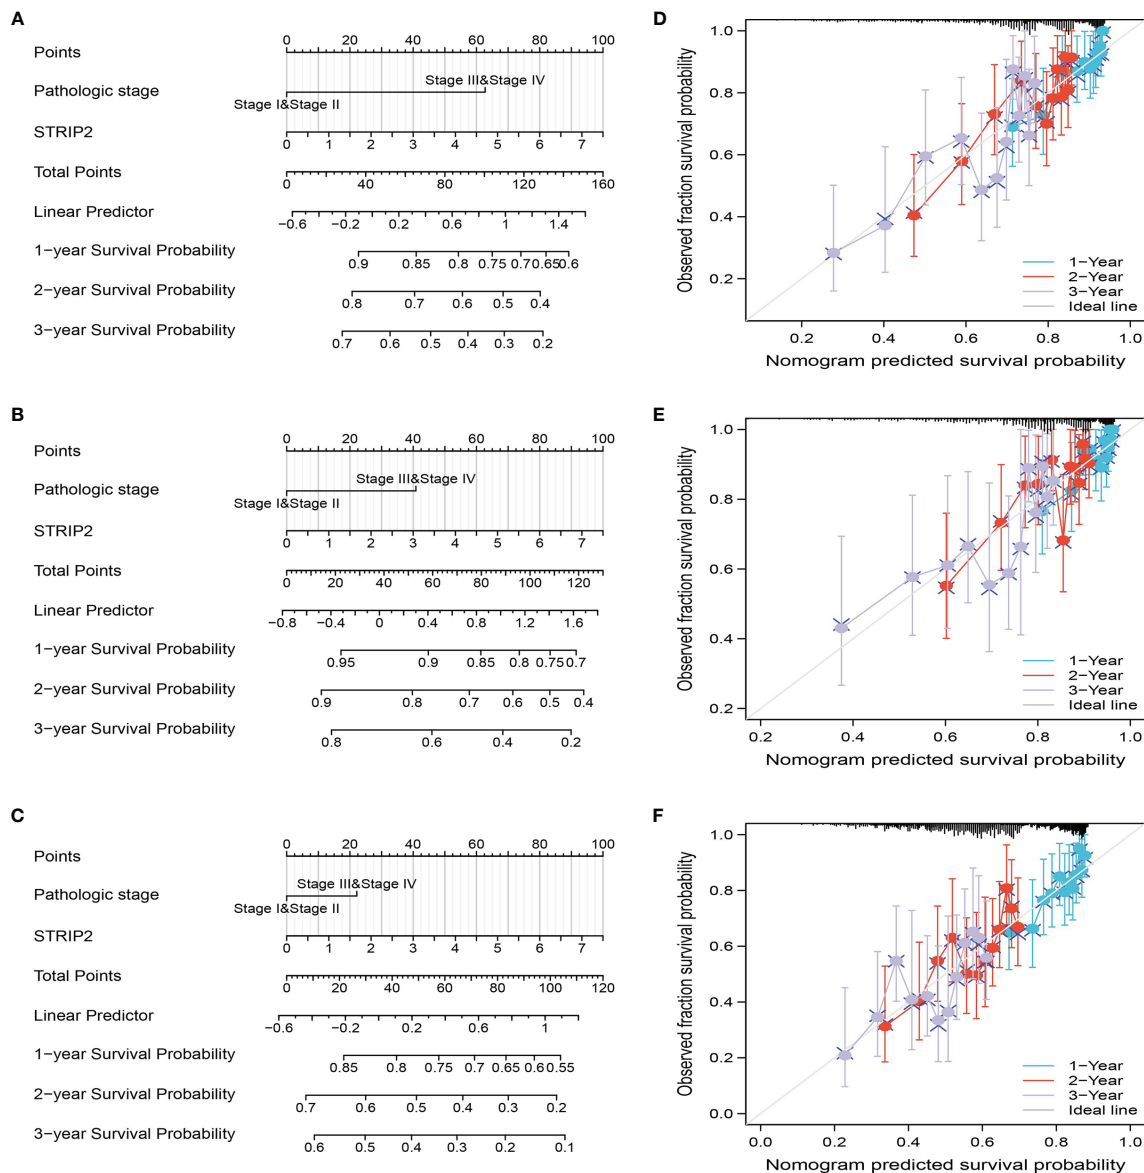 A
Points
0 20 40 60 80 100
Pathologic stage
Stage III&Stage IV
Stage I&Stage II
STRIP2
0 1 2 3 4 5 6 7
Total Points
0 40 80 120 160
Linear Predictor
−0.6 −0.2 0.2 0.6 1 1.4
1−year Survival Probability
0.9 0.85 0.8 0.75 0.7 0.65 0.6
2−year Survival Probability
0.8 0.7 0.6 0.5 0.4
3−year Survival Probability
0.7 0.6 0.5 0.4 0.3 0.2
D
Observed fraction survival probability
1.0
0.8
0.6
0.4
0.2
1−Year
2−Year
3−Year
Ideal line
0.2 0.4 0.6 0.8 1.0
Nomogram predicted survival probability
B
Points
0 20 40 60 80 100
Pathologic stage
Stage III&Stage IV
Stage I&Stage II
STRIP2
0 1 2 3 4 5 6 7
Total Points
0 20 40 60 80 100 120
Linear Predictor
−0.8 −0.4 0 0.4 0.8 1.2 1.6
1−year Survival Probability
0.95 0.9 0.85 0.8 0.75 0.7
2−year Survival Probability
0.9 0.8 0.7 0.6 0.5 0.4
3−year Survival Probability
0.8 0.6 0.4 0.2
E
Observed fraction survival probability
1.0
0.8
0.6
0.4
0.2
1−Year
2−Year
3−Year
Ideal line
0.2 0.4 0.6 0.8 1.0
Nomogram predicted survival probability
C
Points
0 20 40 60 80 100
Pathologic stage
Stage III&Stage IV
Stage I&Stage II
STRIP2
0 1 2 3 4 5 6 7
Total Points
0 20 40 60 80 100 120
Linear Predictor
−0.6 −0.2 0.2 0.6 1
1−year Survival Probability
0.85 0.8 0.75 0.7 0.65 0.6 0.55
2−year Survival Probability
0.7 0.6 0.5 0.4 0.3 0.2
3−year Survival Probability
0.6 0.5 0.4 0.3 0.2 0.1
F
Observed fraction survival probability
1.0
0.8
0.6
0.4
0.2
0.0
1−Year
2−Year
3−Year
Ideal line
0.0 0.2 0.4 0.6 0.8 1.0
Nomogram predicted survival probability